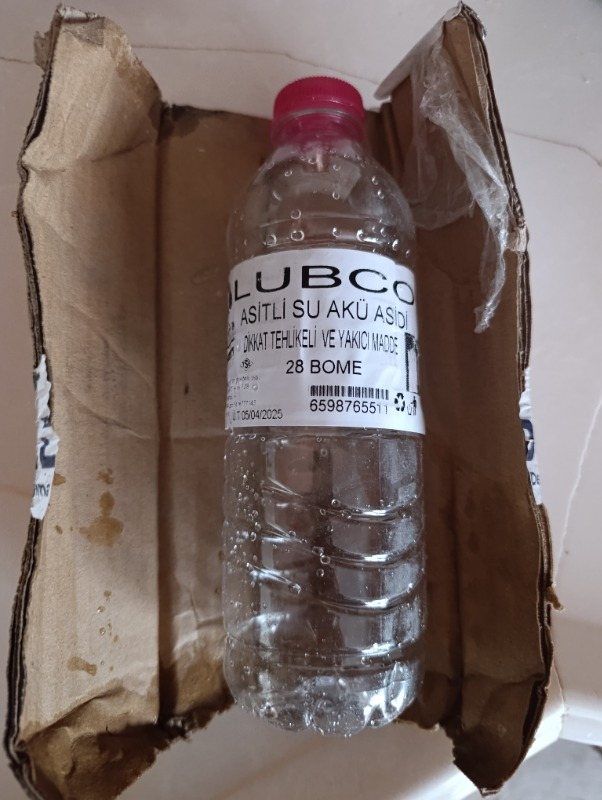 LUBCO
ASİTLİ SU AKÜ ASİDİ
DİKKAT TEHLİKELİ VE YAKICI MADDE
28 BOME
6598765511
Ü.T:05/04/2025